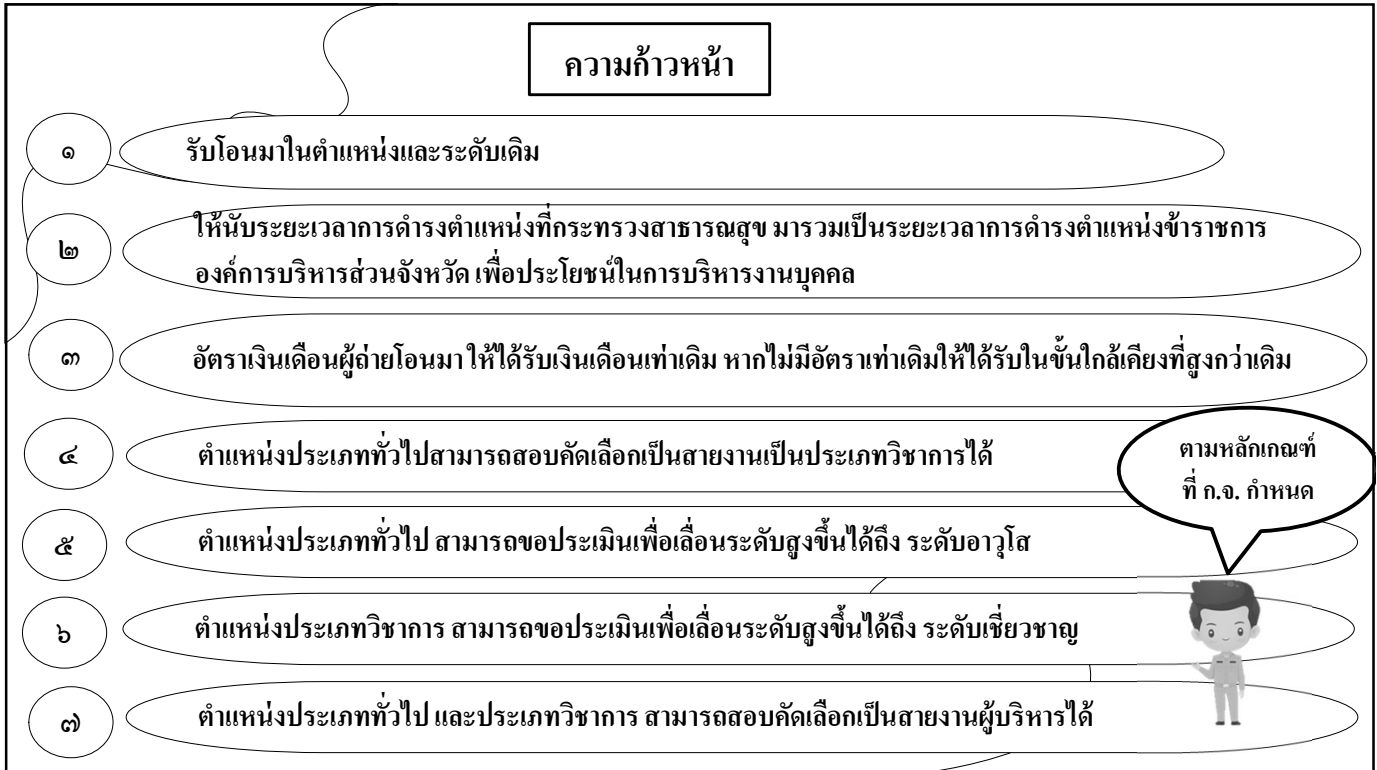 ความก้าวหน้า
๑
รับโอนมาในตำแหน่งและระดับเดิม
๒
ให้นับระยะเวลาการดำรงตำแหน่งที่กระทรวงสาธารณสุข มารวมเป็นระยะเวลาการดำรงตำแหน่งข้าราชการ
องค์การบริหารส่วนจังหวัด เพื่อประโยชน์ในการบริหารงานบุคคล
๓
อัตราเงินเดือนผู้ถ่ายโอนมา ให้ได้รับเงินเดือนเท่าเดิม หากไม่มีอัตราเท่าเดิมให้ได้รับในขั้นใกล้เคียงที่สูงกว่าเดิม
๔
ตำแหน่งประเภททั่วไปสามารถสอบคัดเลือกเป็นสายงานเป็นประเภทวิชาการได้
ตามหลักเกณฑ์
ที่ ก.จ. กำหนด
๕
ตำแหน่งประเภททั่วไป สามารถขอประเมินเพื่อเลื่อนระดับสูงขึ้นได้ถึง ระดับอาวุโส
๖
ตำแหน่งประเภทวิชาการ สามารถขอประเมินเพื่อเลื่อนระดับสูงขึ้นได้ถึง ระดับเชี่ยวชาญ
๗
ตำแหน่งประเภททั่วไป และประเภทวิชาการ สามารถสอบคัดเลือกเป็นสายงานผู้บริหารได้